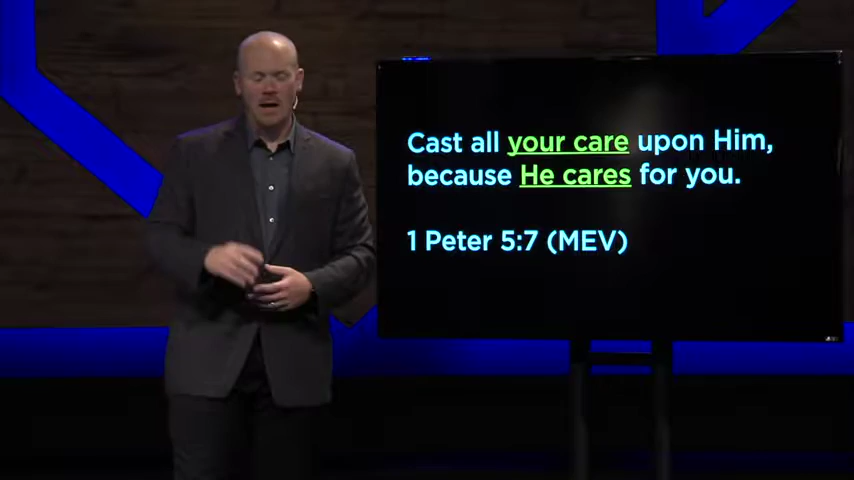 Cast all your care upon Him,
because He cares for you.
1 Peter 5:7 (MEV)